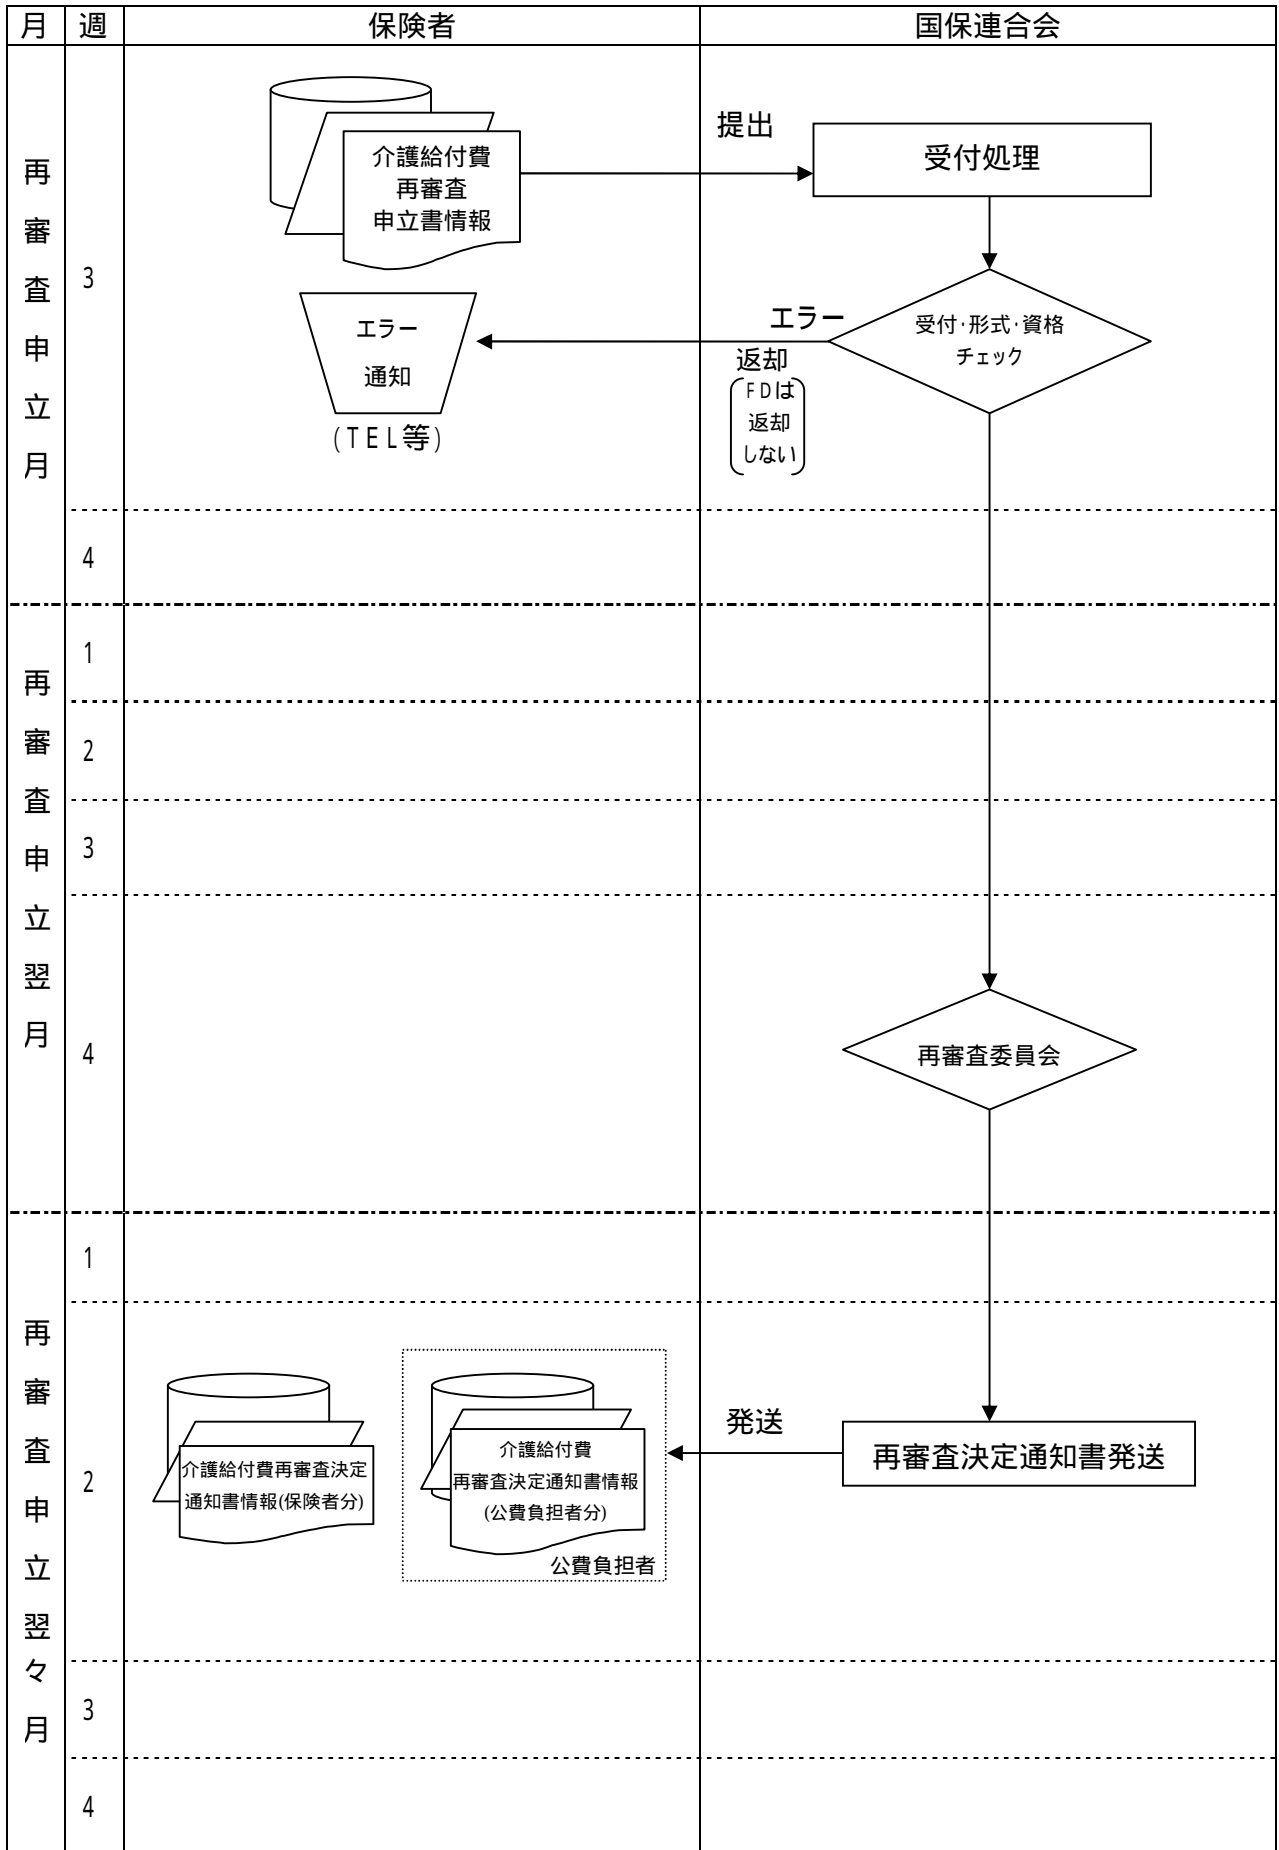 月 週 保険者 国保連合会
再審査申立月
3
介護給付費
再審査
申立書情報
提出
受付処理
エラー
通知
(TEL等)
エラー
返却
FDは
返却
しない
受付・形式・資格
チェック
4
再審査申立翌月
1
2
3
4
再審査委員会
再審査申立翌々月
1
2
介護給付費再審査決定
通知書情報(保険者分)
介護給付費
再審査決定通知書情報
(公費負担者分)
公費負担者
発送
再審査決定通知書発送
3
4